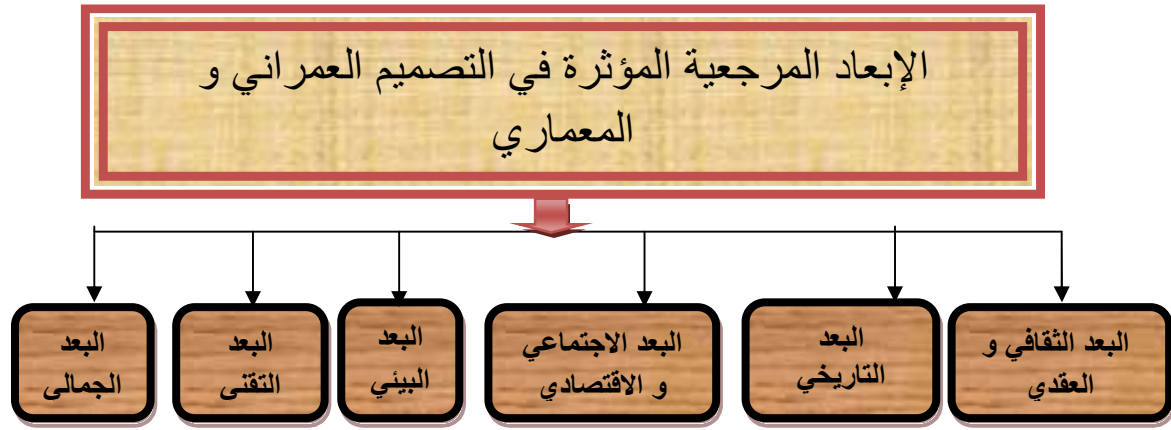 الإبعاد المرجعية المؤثرة في التصميم العمراني و
المعماري
البعد الثقافي و
العقدي
البعد
التاريخي
البعد الاجتماعي
و الاقتصادي
البعد
البيئي
البعد
التقنى
البعد
الجمالى